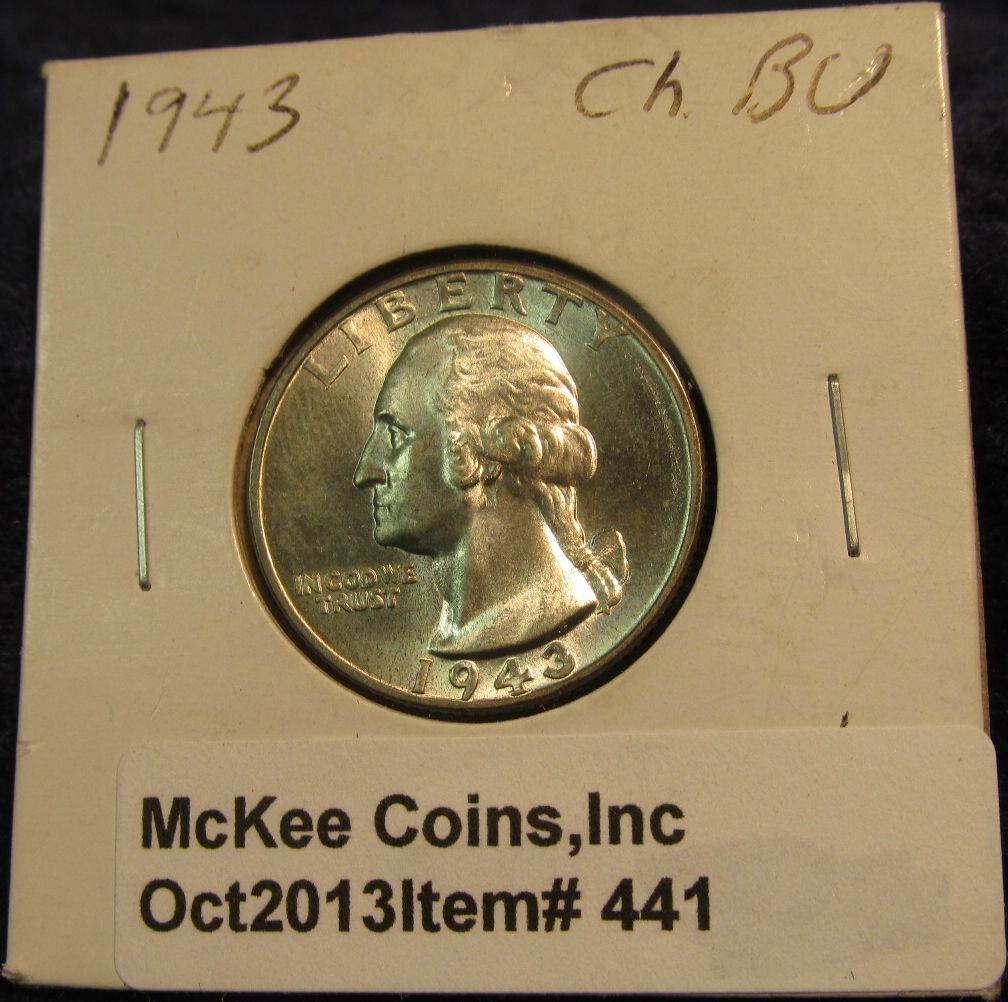 1943 Ch. BU
LIBERTY
IN GOD WE
TRUST
1943
McKee Coins,Inc
Oct2013Item# 441